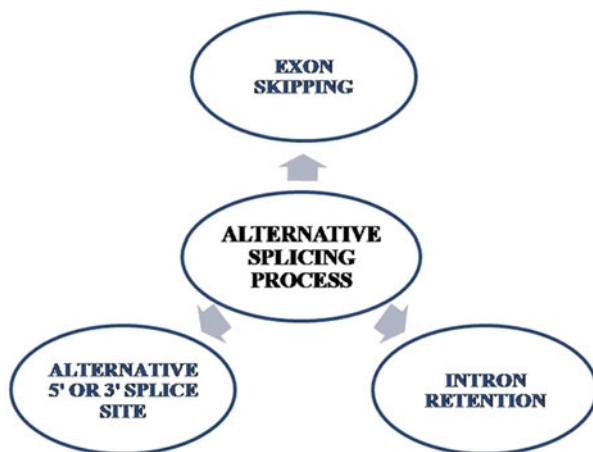 EXON
SKIPPING
ALTERNATIVE
SPLICING
PROCESS
ALTERNATIVE
5' OR 3' SPLICE
SITE
INTRON
RETENTION